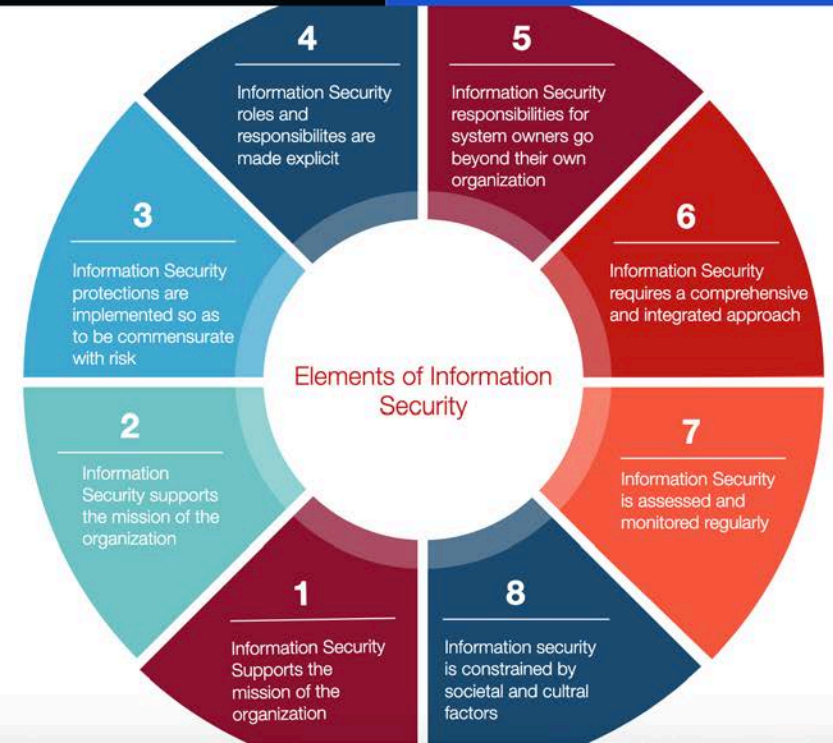 4
Information Security
roles and
responsibilites are
made explicit
5
Information Security
responsibilities for
system owners go
beyond their own
organization
3
Information Security
protections are
implemented so as
to be commensurate
with risk
6
Information Security
requires a comprehensive
and integrated approach
Elements of Information
Security
2
Information
Security supports
the mission of the
organization
7
Information Security
is assessed and
monitored regularly
1
Information Security
Supports the
mission of the
organization
8
Information security
is constrained by
societal and cultral
factors